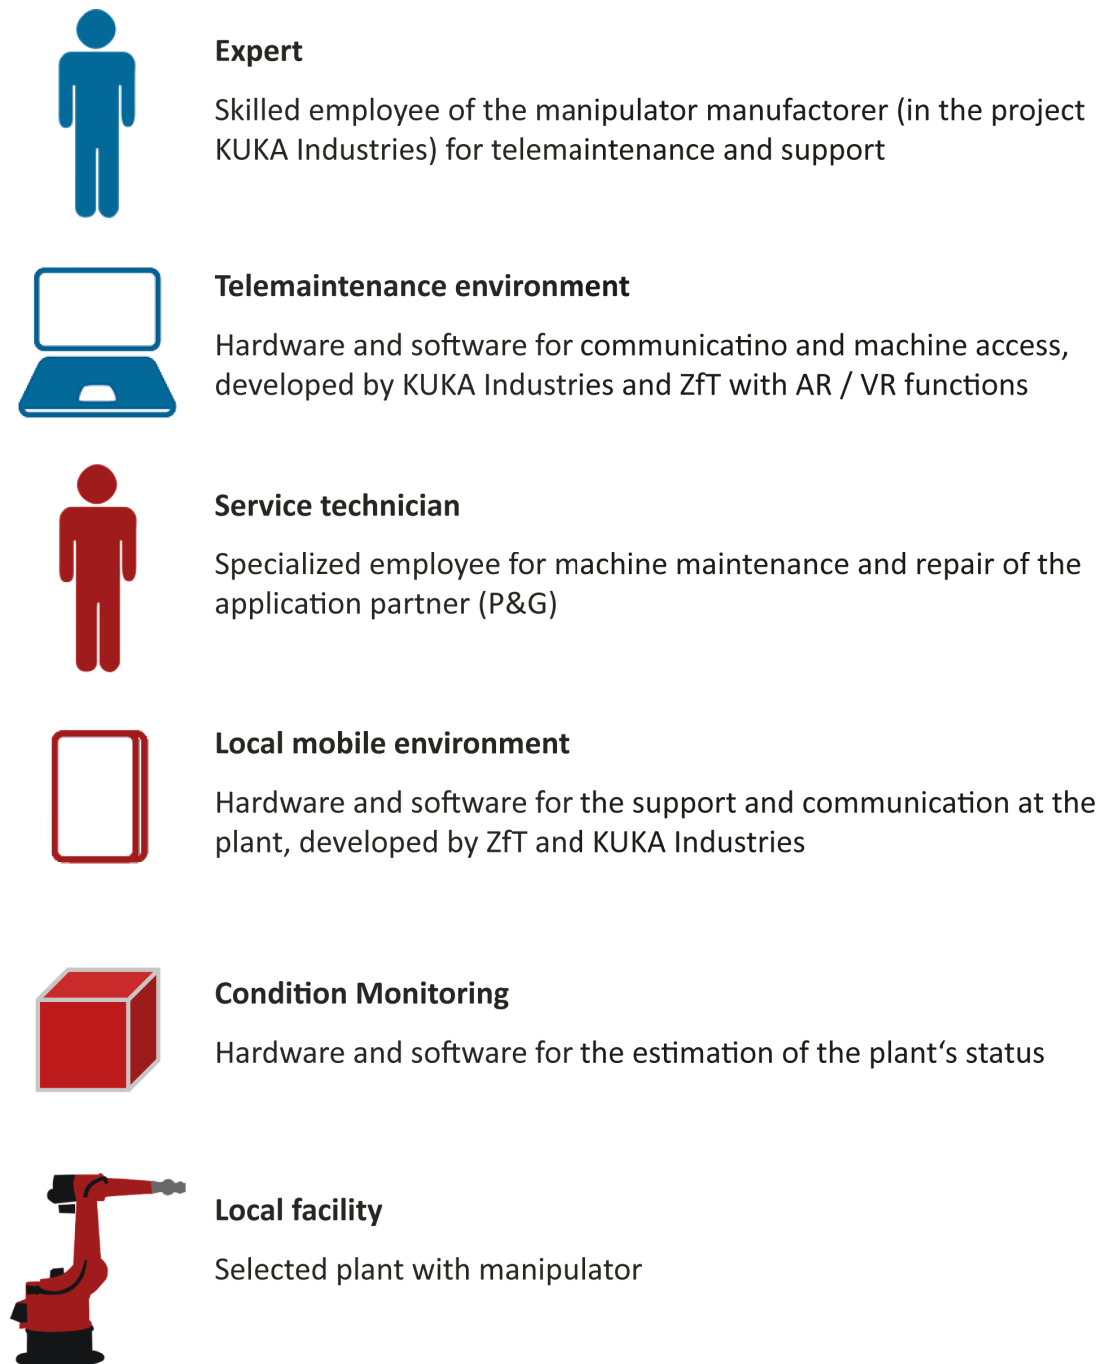 Expert
Skilled employee of the manipulator manufactorer (in the project
KUKA Industries) for telemaintenance and support
Telemaintenance environment
Hardware and software for communicatino and machine access,
developed by KUKA Industries and ZfT with AR / VR functions
Service technician
Specialized employee for machine maintenance and repair of the
application partner (P&G)
Local mobile environment
Hardware and software for the support and communication at the
plant, developed by ZfT and KUKA Industries
Condition Monitoring
Hardware and software for the estimation of the plant‘s status
Local facility
Selected plant with manipulator